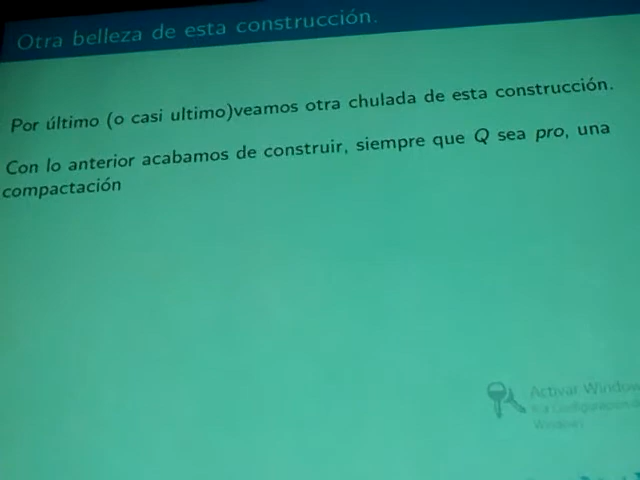 Otra belleza de esta construcción.
Por último (o casi ultimo)veamos otra chulada de esta construcción.
Con lo anterior acabamos de construir, siempre que Q sea pro, una
compactación
Activar Window
Windows